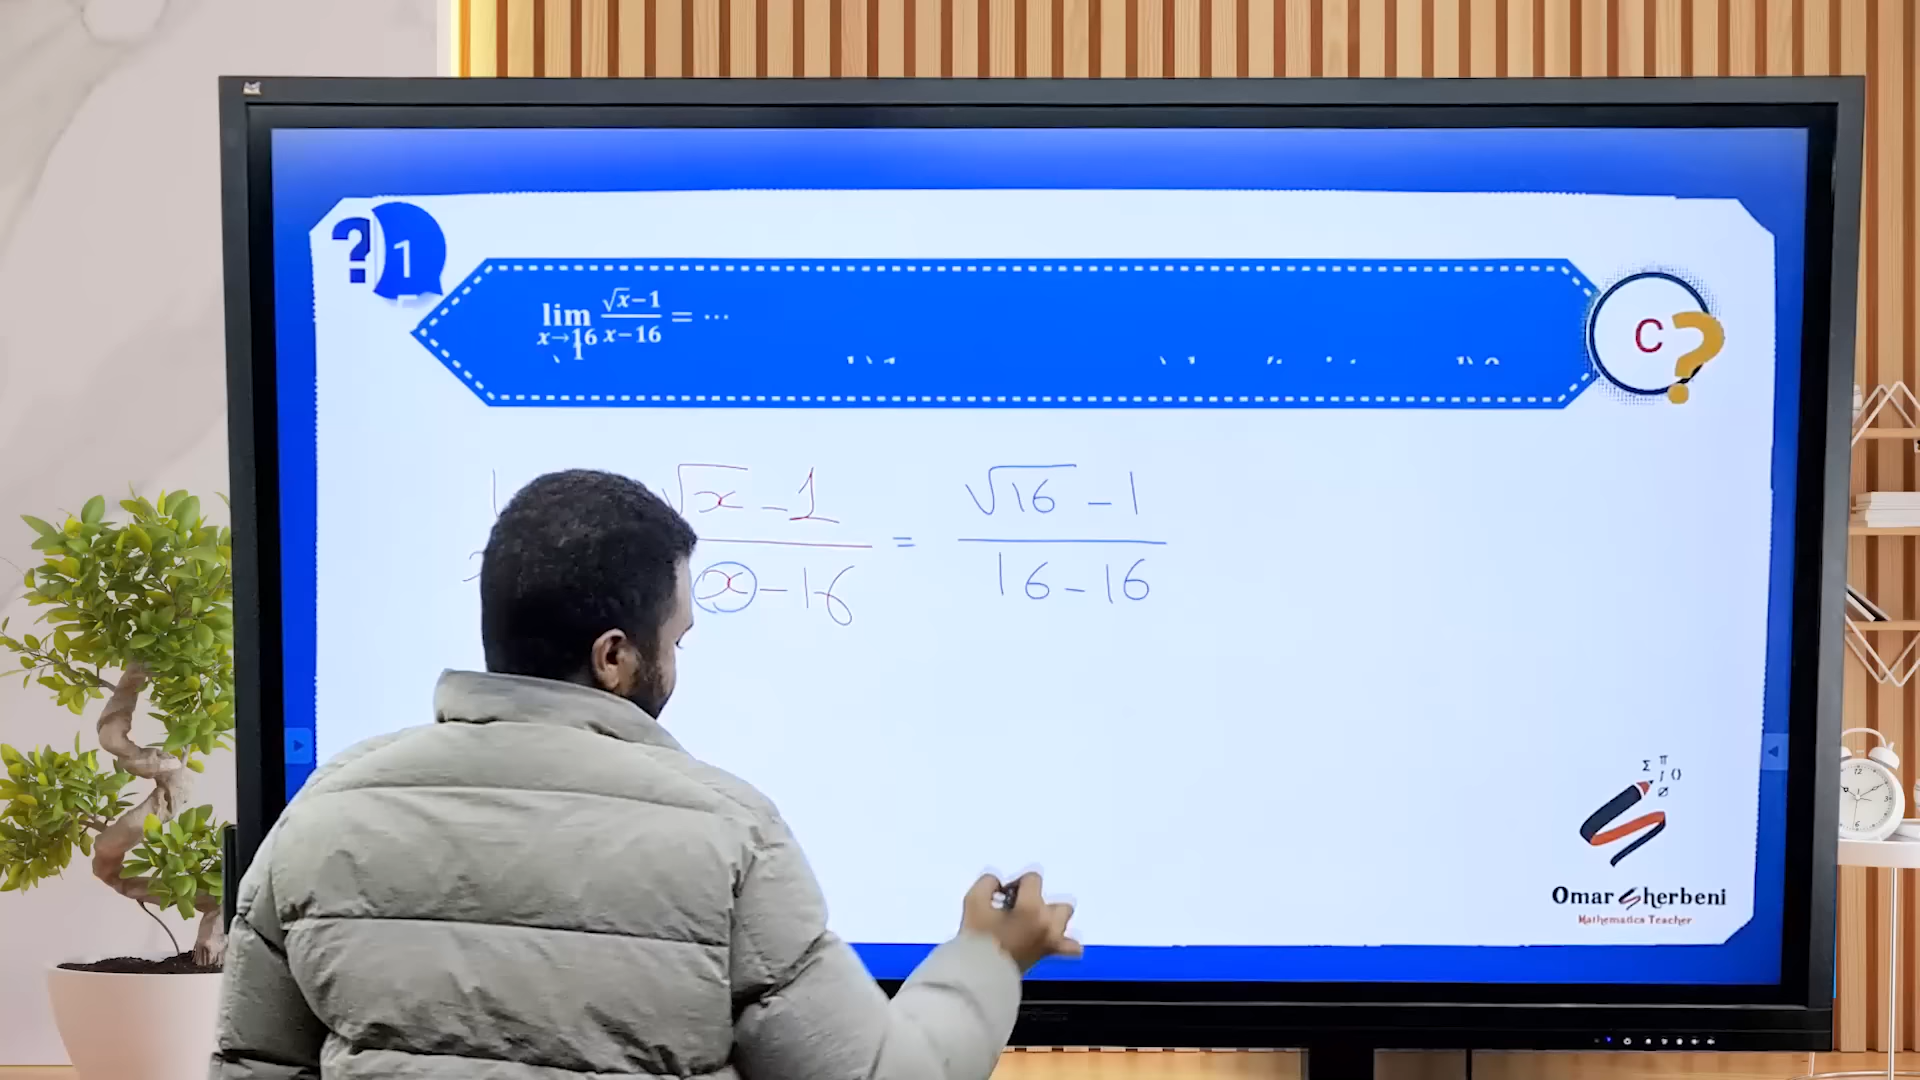 ? 1
lim x→16 √x−1 / x−16 = ⋯
C ?
√x − 1 / x − 16 = √16 − 1 / 16 − 16
Σ π
∫ ()
Omar Sherbeni
Mathematics Teacher